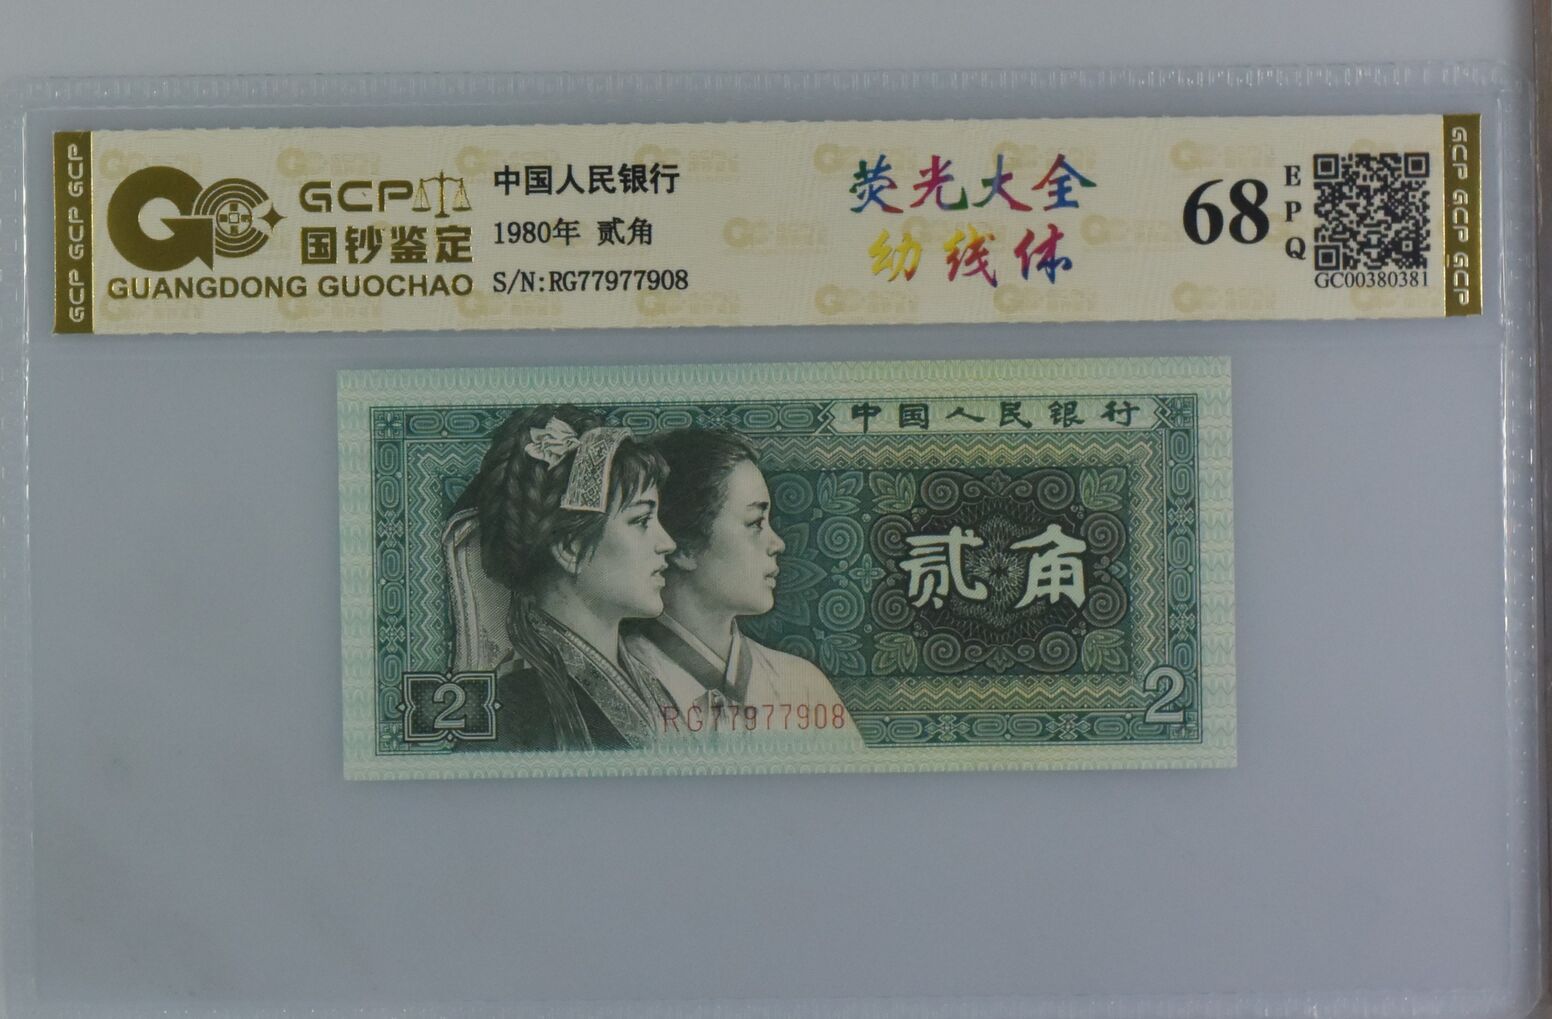 GCP
国钞鉴定
GUANGDONG GUOCHAO
中国人民银行
1980年 贰角
S/N:RG77977908
荧光大全
幼线体
68
EPQ
GC00380381
GCP GCP GCP
GCP GCP GCP
中国人民银行
贰角
2
RG77977908
2